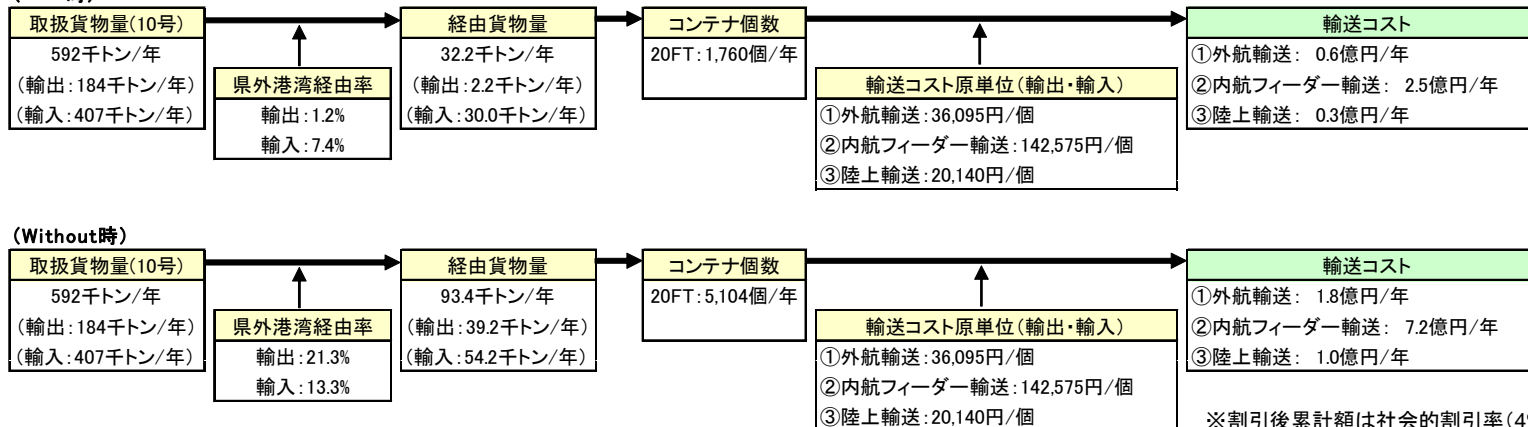 取扱貨物量(10号)
592千トン/年
(輸出:184千トン/年)
(輸入:407千トン/年)
県外港湾経由率
輸出:1.2%
輸入:7.4%
経由貨物量
32.2千トン/年
(輸出:2.2千トン/年)
(輸入:30.0千トン/年)
コンテナ個数
20FT:1,760個/年
輸送コスト原単位(輸出・輸入)
①外航輸送:36,095円/個
②内航フィーダー輸送:142,575円/個
③陸上輸送:20,140円/個
輸送コスト
①外航輸送: 0.6億円/年
②内航フィーダー輸送: 2.5億円/年
③陸上輸送: 0.3億円/年
(Without時)
取扱貨物量(10号)
592千トン/年
(輸出:184千トン/年)
(輸入:407千トン/年)
県外港湾経由率
輸出:21.3%
輸入:13.3%
経由貨物量
93.4千トン/年
(輸出:39.2千トン/年)
(輸入:54.2千トン/年)
コンテナ個数
20FT:5,104個/年
輸送コスト原単位(輸出・輸入)
①外航輸送:36,095円/個
②内航フィーダー輸送:142,575円/個
③陸上輸送:20,140円/個
輸送コスト
①外航輸送: 1.8億円/年
②内航フィーダー輸送: 7.2億円/年
③陸上輸送: 1.0億円/年
※割引後累計額は社会的割引率(4